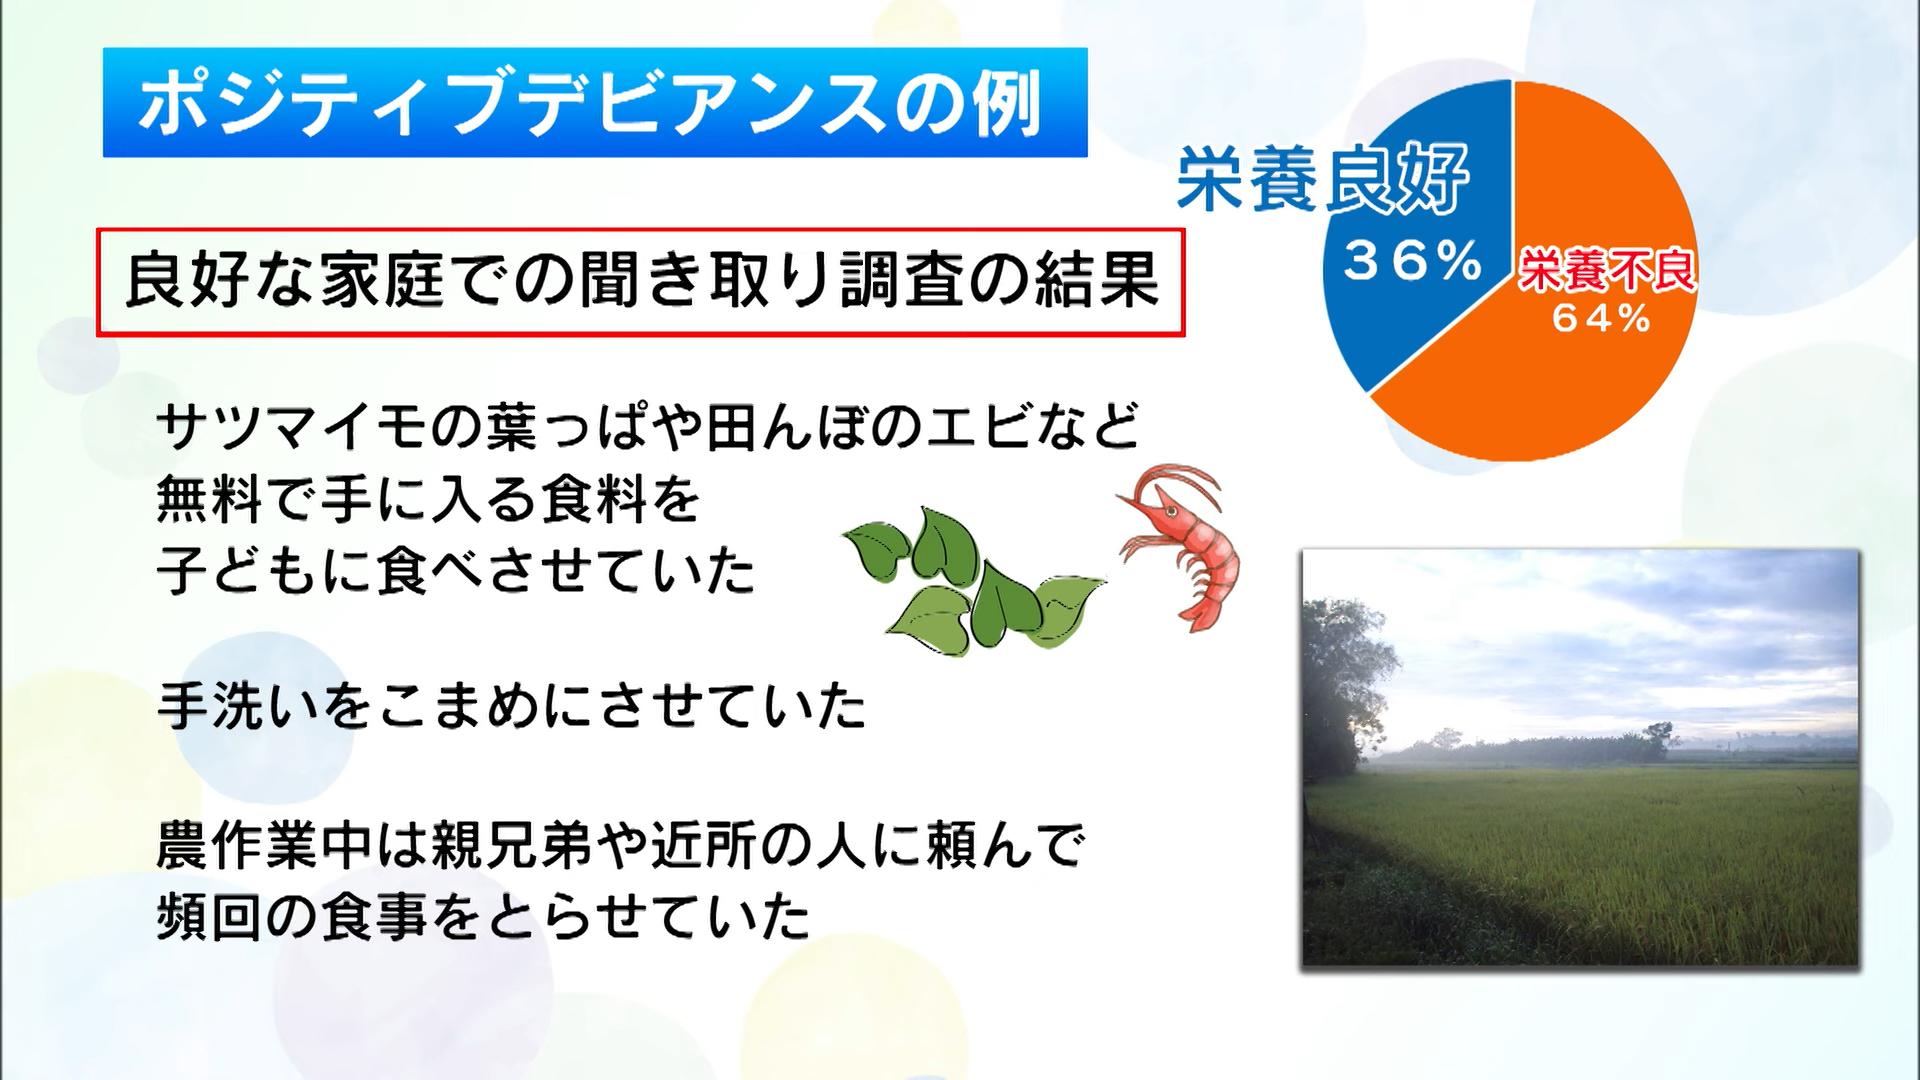 ポジティブデビアンスの例
良好な家庭での聞き取り調査の結果
サツマイモの葉っぱや田んぼのエビなど
無料で手に入る食料を
子どもに食べさせていた
手洗いをこまめにさせていた
農作業中は親兄弟や近所の人に頼んで
頻回の食事をとらせていた
栄養良好
３６％
栄養不良
６４％